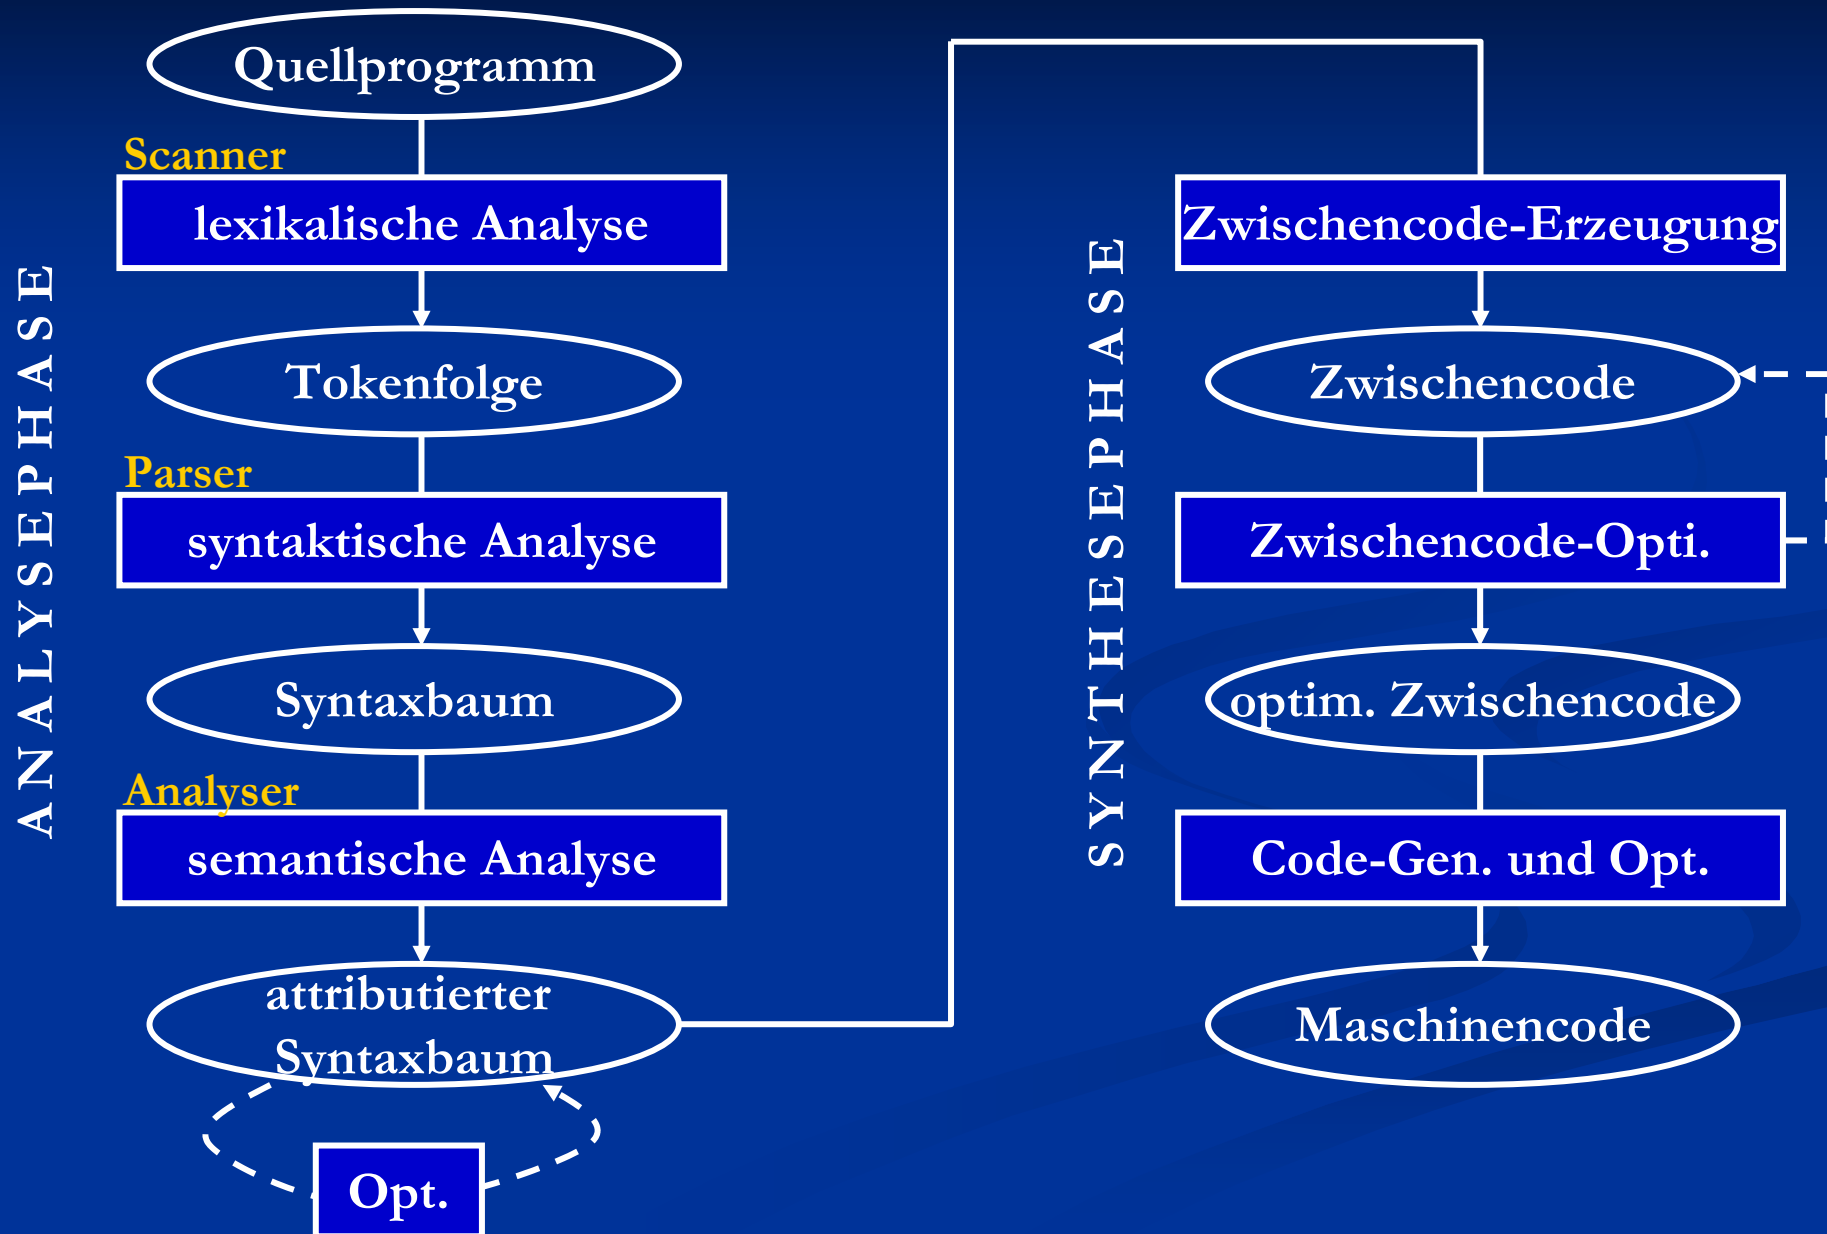 ANALYSEPHASE
Quellprogramm
Scanner
lexikalische Analyse
Tokenfolge
Parser
syntaktische Analyse
Syntaxbaum
Analyser
semantische Analyse
attributierter
Syntaxbaum
Opt.
SYNTHESEPHASE
Zwischencode-Erzeugung
Zwischencode
Zwischencode-Opti.
optim. Zwischencode
Code-Gen. und Opt.
Maschinencode